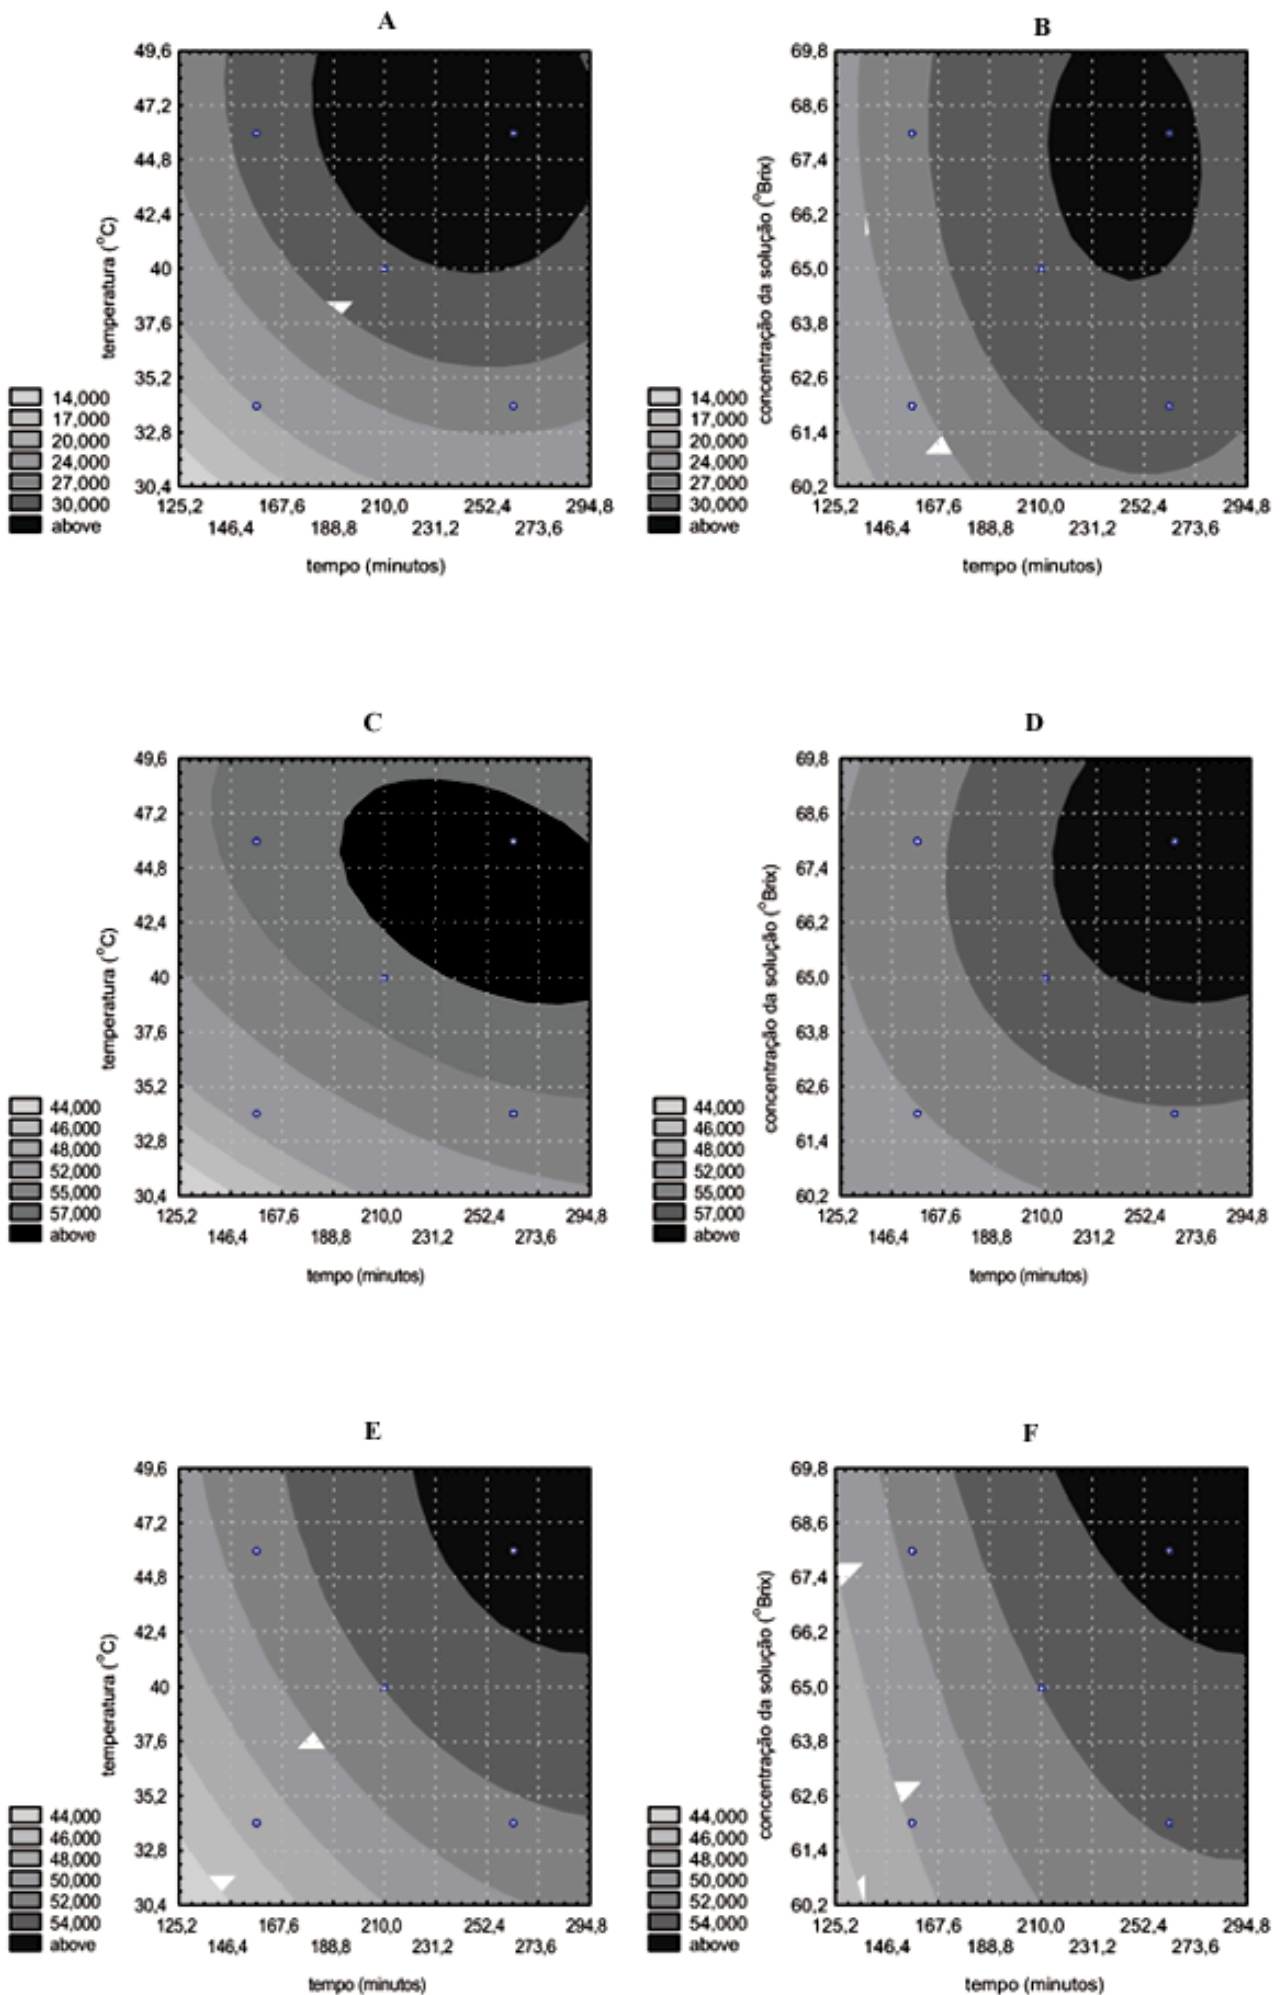 A
49,6
47,2
44,8
42,4
40
37,6
35,2
32,8
30,4
temperatura (°C)
14,000
17,000
20,000
24,000
27,000
30,000
above
125,2 167,6 210,0 252,4 294,8
146,4 188,8 231,2 273,6
tempo (minutos)
B
69,8
68,6
67,4
66,2
65,0
63,8
62,6
61,4
60,2
concentração da solução (°Brix)
14,000
17,000
20,000
24,000
27,000
30,000
above
125,2 167,6 210,0 252,4 294,8
146,4 188,8 231,2 273,6
tempo (minutos)
C
49,6
47,2
44,8
42,4
40
37,6
35,2
32,8
30,4
temperatura (°C)
44,000
46,000
48,000
52,000
55,000
57,000
above
125,2 167,6 210,0 252,4 294,8
146,4 188,8 231,2 273,6
tempo (minutos)
D
69,8
68,6
67,4
66,2
65,0
63,8
62,6
61,4
60,2
concentração da solução (°Brix)
44,000
46,000
48,000
52,000
55,000
57,000
above
125,2 167,6 210,0 252,4 294,8
146,4 188,8 231,2 273,6
tempo (minutos)
E
49,6
47,2
44,8
42,4
40
37,6
35,2
32,8
30,4
temperatura (°C)
44,000
46,000
48,000
50,000
52,000
54,000
above
125,2 167,6 210,0 252,4 294,8
146,4 188,8 231,2 273,6
tempo (minutos)
F
69,8
68,6
67,4
66,2
65,0
63,8
62,6
61,4
60,2
concentração da solução (°Brix)
44,000
46,000
48,000
50,000
52,000
54,000
above
125,2 167,6 210,0 252,4 294,8
146,4 188,8 231,2 273,6
tempo (minutos)